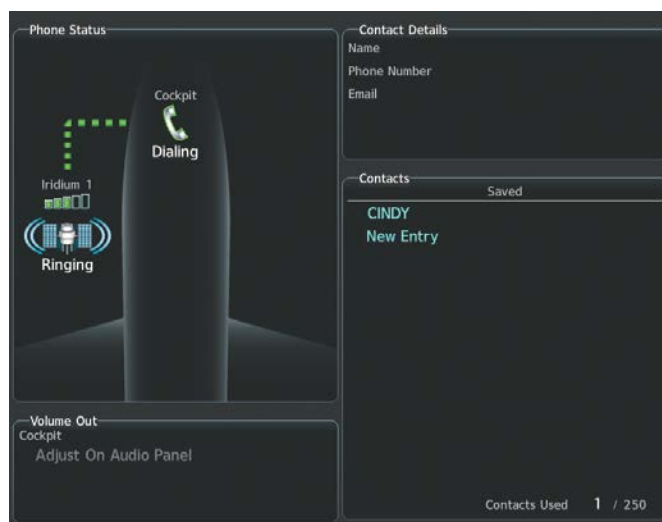 Phone Status
Cockpit
Dialing
Iridium 1
Ringing
Volume Out
Cockpit
Adjust On Audio Panel
Contact Details
Name
Phone Number
Email
Contacts
Saved
CINDY
New Entry
Contacts Used 1 / 250